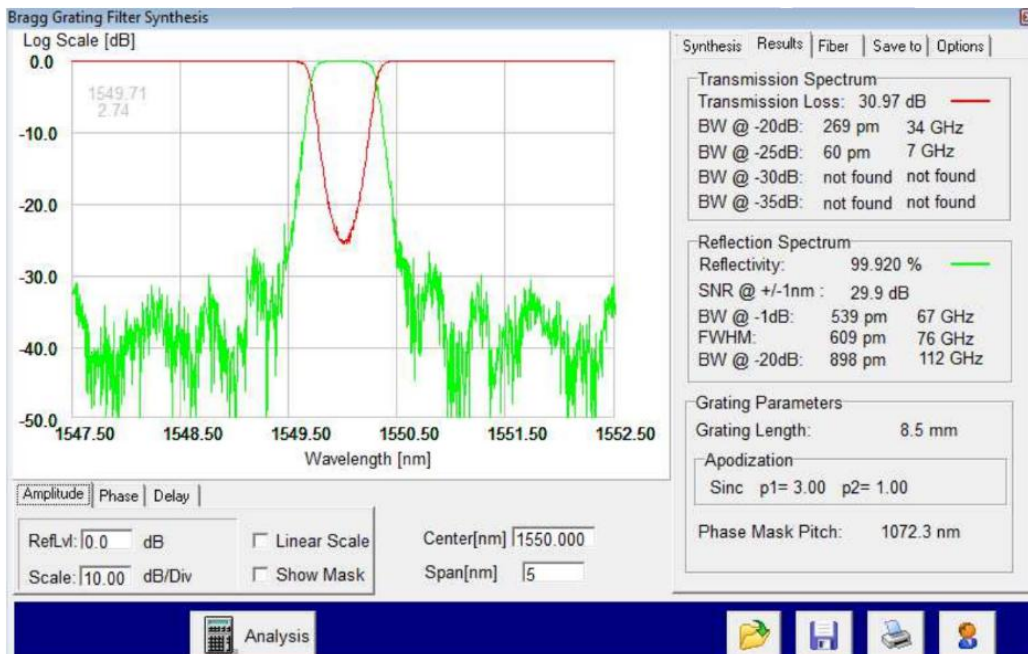 Bragg Grating Filter Synthesis
Log Scale [dB]
0.0
-10.0
-20.0
-30.0
-40.0
-50.0
1549.71
2.74
1547.50 1548.50 1549.50 1550.50 1551.50 1552.50
Wavelength [nm]
Amplitude Phase Delay
RefLvl: 0.0 dB
Scale: 10.00 dB/Div
Linear Scale
Show Mask
Center[nm] 1550.000
Span[nm] 5
Synthesis Results Fiber Save to Options
Transmission Spectrum
Transmission Loss: 30.97 dB
BW @ -20dB: 269 pm 34 GHz
BW @ -25dB: 60 pm 7 GHz
BW @ -30dB: not found not found
BW @ -35dB: not found not found
Reflection Spectrum
Reflectivity: 99.920 %
SNR @ +/-1nm : 29.9 dB
BW @ -1dB: 539 pm 67 GHz
FWHM: 609 pm 76 GHz
BW @ -20dB: 898 pm 112 GHz
Grating Parameters
Grating Length: 8.5 mm
Apodization
Sinc p1= 3.00 p2= 1.00
Phase Mask Pitch: 1072.3 nm
Analysis